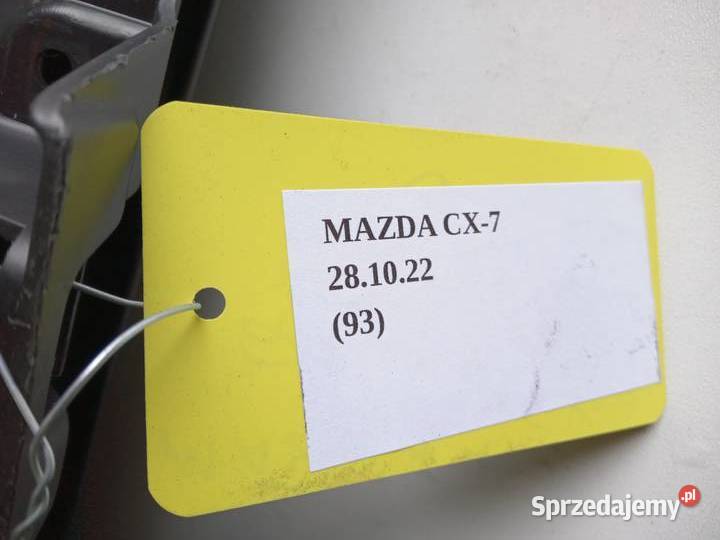 MAZDA CX-7
28.10.22
(93)
Sprzedajemy.pl